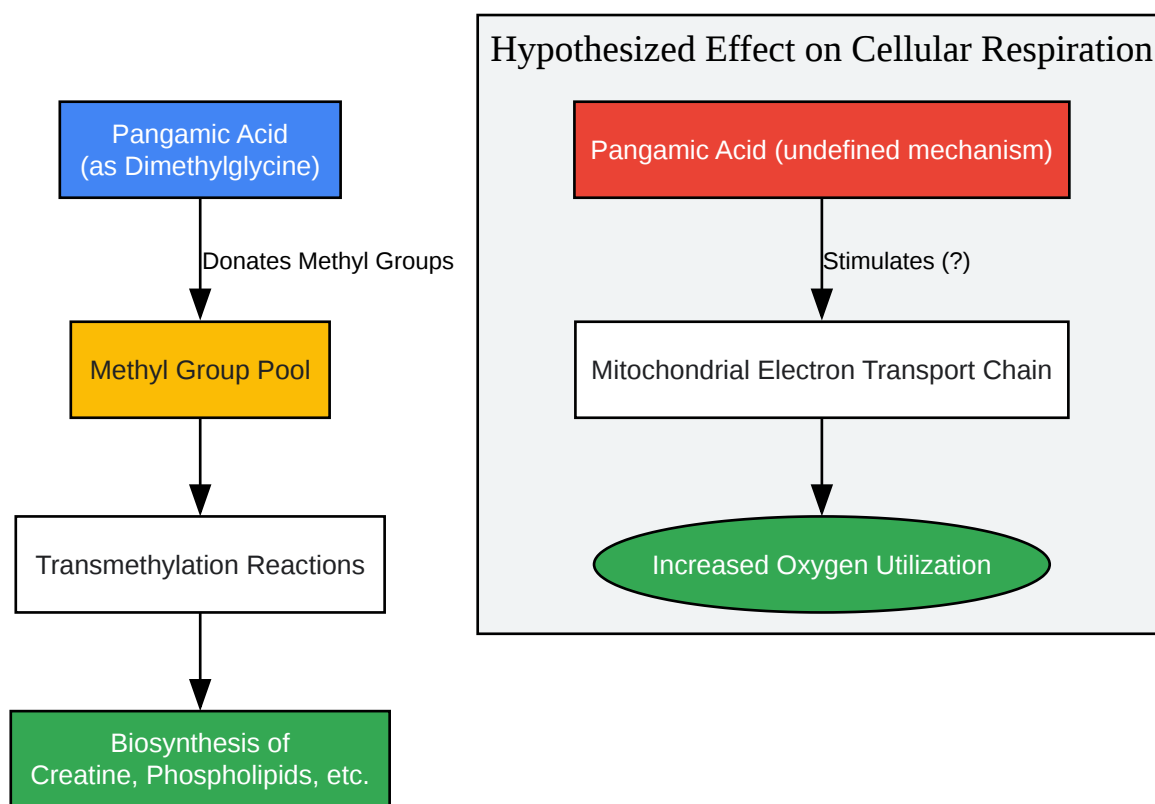 Pangamic Acid
(as Dimethylglycine)
Donates Methyl Groups
Methyl Group Pool
Transmethylation Reactions
Biosynthesis of
Creatine, Phospholipids, etc.
Hypothesized Effect on Cellular Respiration
Pangamic Acid (undefined mechanism)
Stimulates (?)
Mitochondrial Electron Transport Chain
Increased Oxygen Utilization